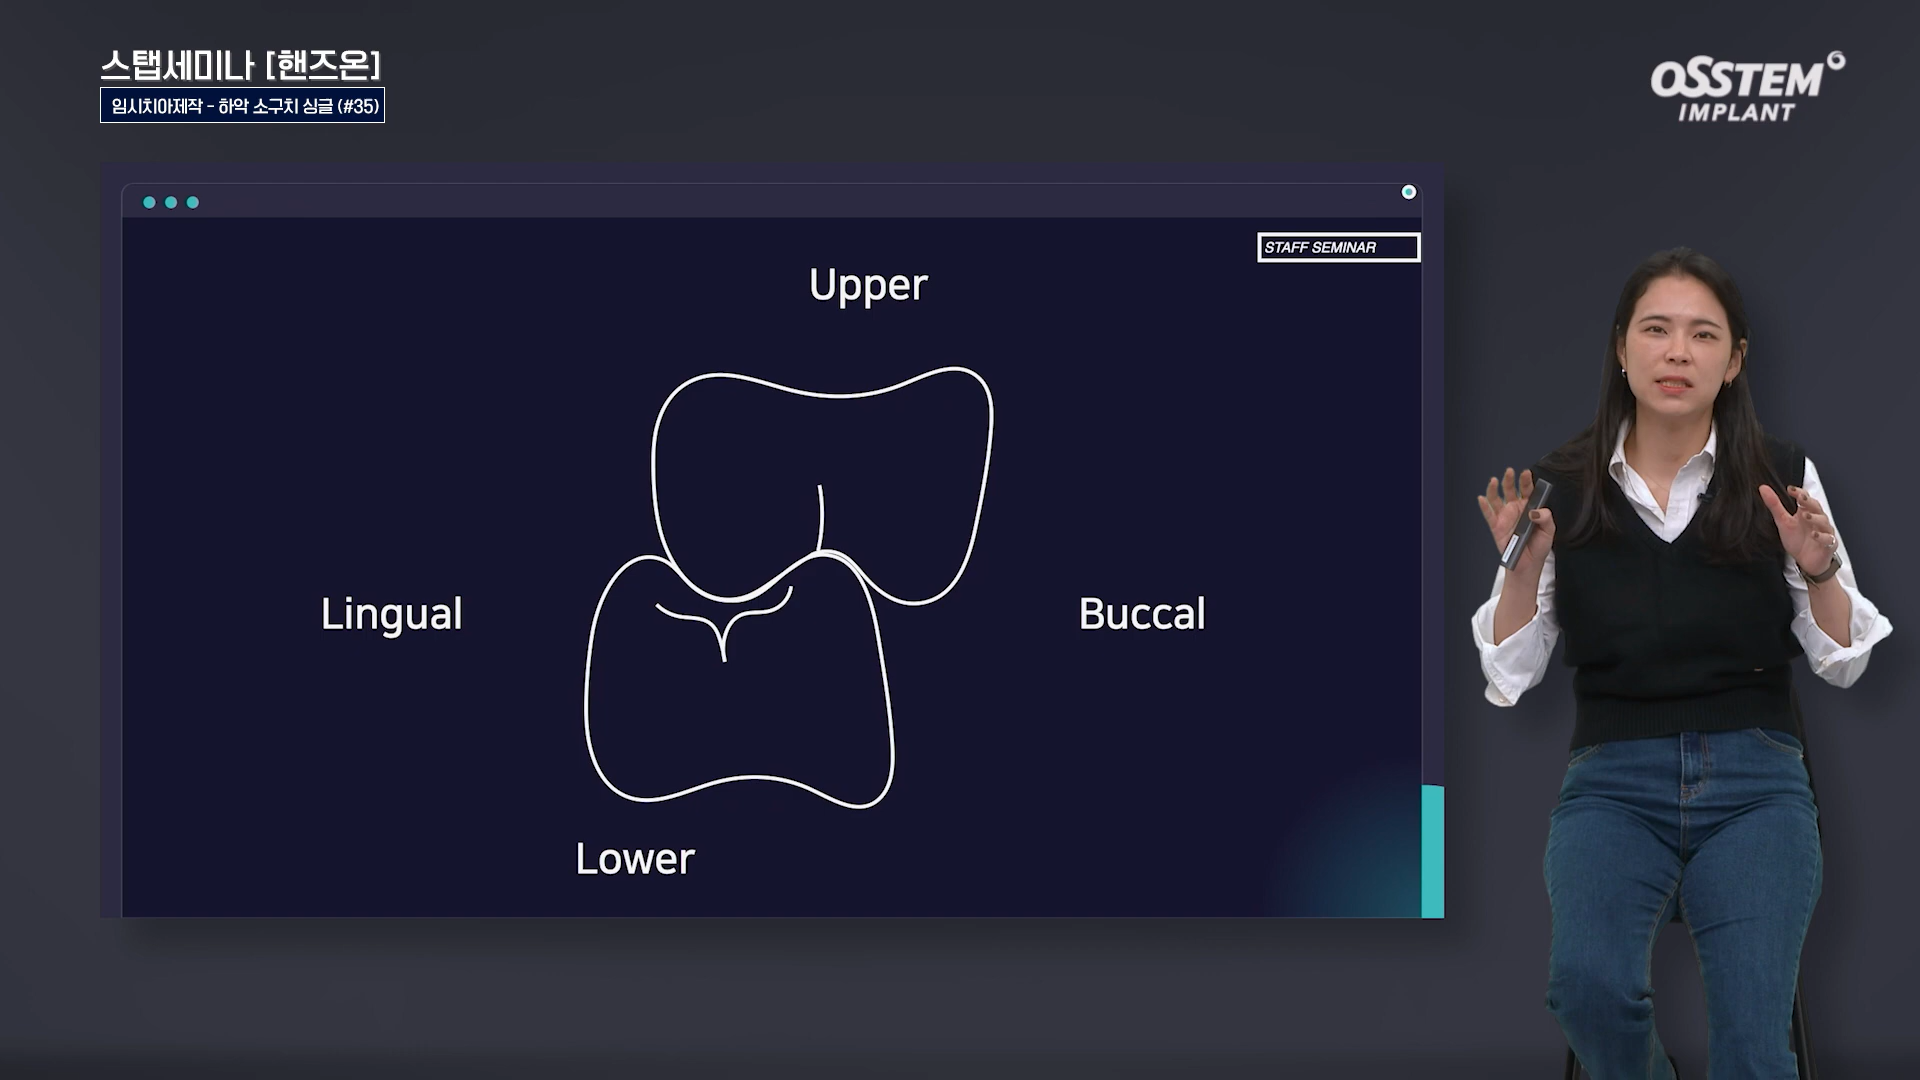 스탭세미나 [핸즈온]
임시치아제작 - 하악 소구치 싱글 (#35)
OSSTEM
IMPLANT
STAFF SEMINAR
Upper
Lingual
Buccal
Lower